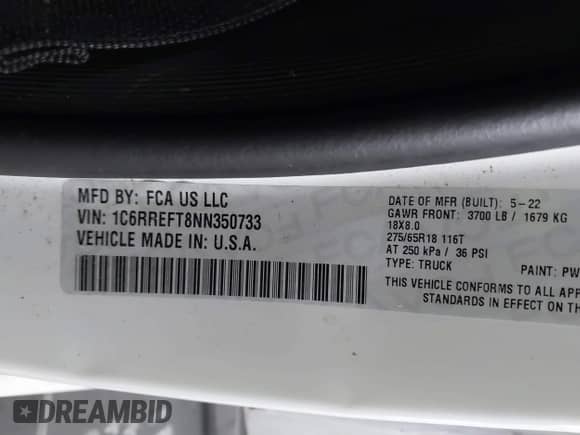 MFD BY: FCA US LLC
VIN: 1C6RREFT8NN350733
VEHICLE MADE IN: U.S.A.
DATE OF MFR (BUILT): 5-22
GAWR FRONT: 3700 LB / 1679 KG
18X8.0
275/65R18 116T
AT 250 kPa / 36 PSI
TYPE: TRUCK PAINT: PW
THIS VEHICLE CONFORMS TO ALL APP
STANDARDS IN EFFECT ON TH
DREAMBID